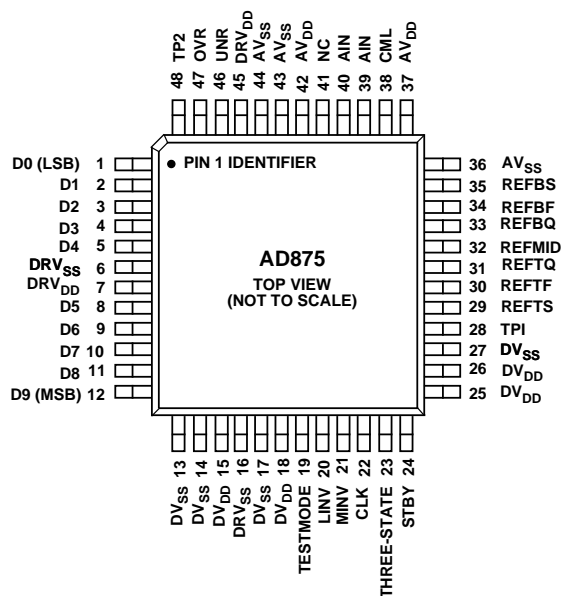 48 TP2
47 OVR
46 UNR
45 DRVDD
44 AVSS
43 AVSS
42 AVDD
41 NC
40 AIN
39 AIN
38 CML
37 AVDD
D0 (LSB) 1
D1 2
D2 3
D3 4
D4 5
DRVSS 6
DRVDD 7
D5 8
D6 9
D7 10
D8 11
D9 (MSB) 12
PIN 1 IDENTIFIER
AD875
TOP VIEW
(NOT TO SCALE)
36 AVSS
35 REFBS
34 REFBF
33 REFBQ
32 REFMID
31 REFTQ
30 REFTF
29 REFTS
28 TPI
27 DVSS
26 DVDD
25 DVDD
DVSS 13
DVSS 14
DVDD 15
DRVSS 16
DVSS 17
DVDD 18
TESTMODE 19
LINV 20
MINV 21
CLK 22
THREE-STATE 23
STBY 24